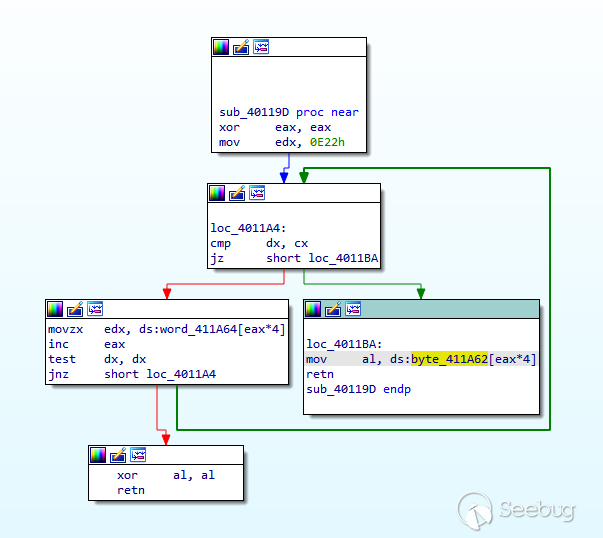 sub_40119D proc near
xor eax, eax
mov edx, 0E22h
loc_4011A4:
cmp dx, cx
jz short loc_4011BA
movzx edx, ds:word_411A64[eax*4]
inc eax
test dx, dx
jnz short loc_4011A4
loc_4011BA:
mov al, ds:byte_411A62[eax*4]
retn
sub_40119D endp
xor al, al
retn
Seebug